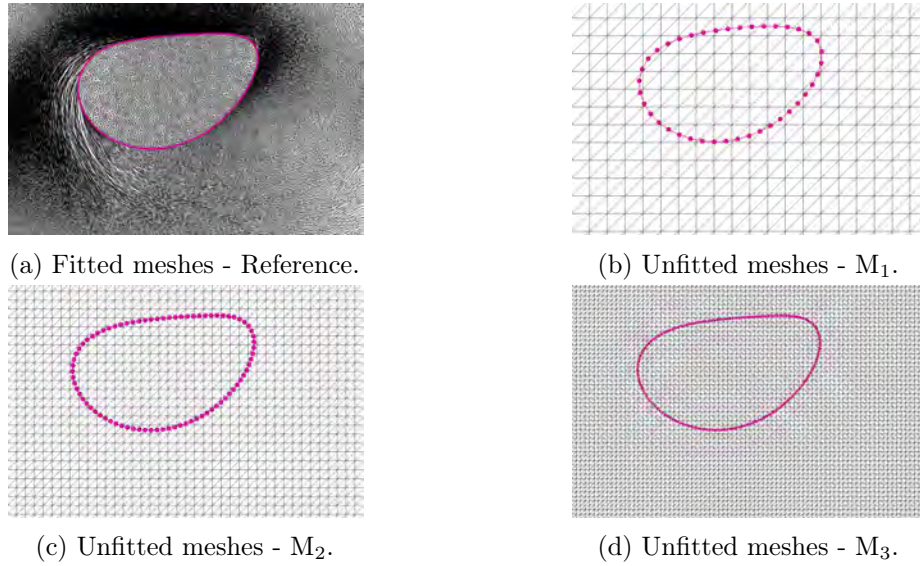 (a) Fitted meshes - Reference.
(b) Unfitted meshes - M₁.
(c) Unfitted meshes - M₂.
(d) Unfitted meshes - M₃.